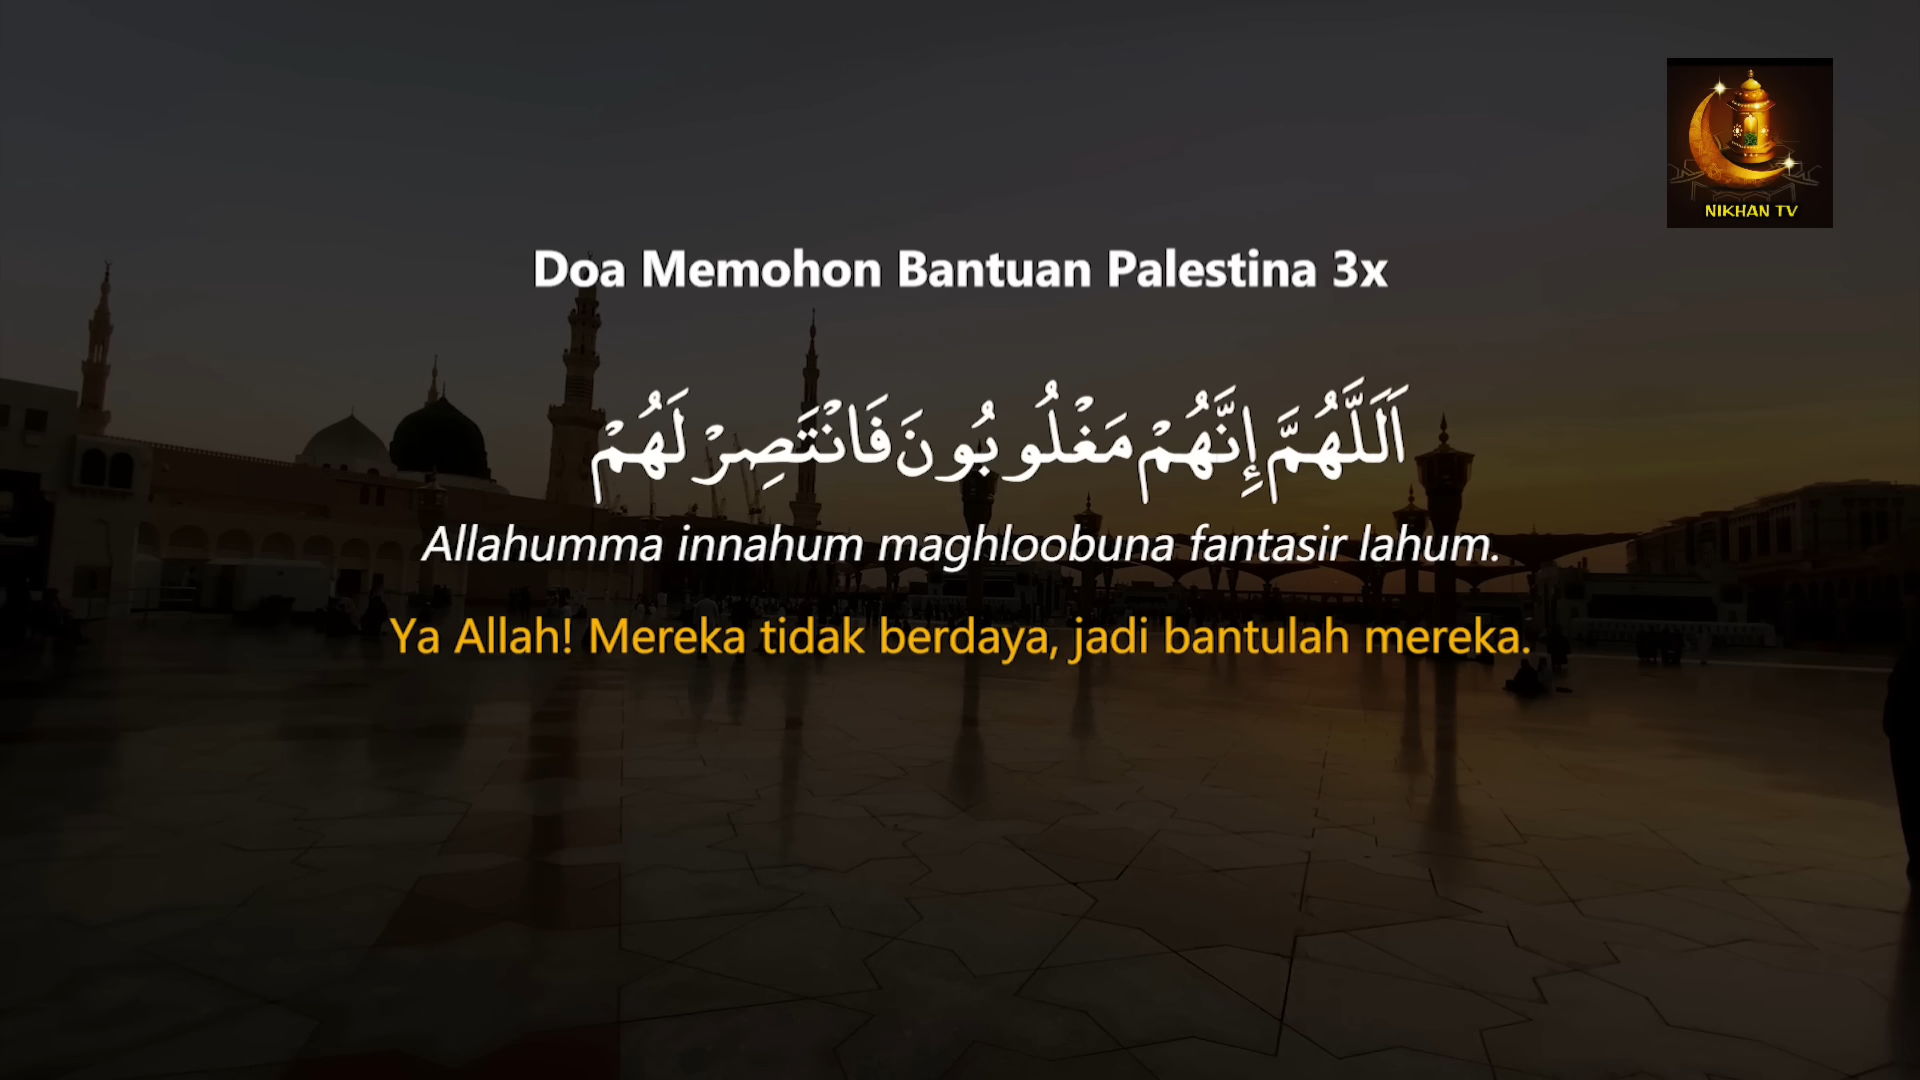 NIKHAN TV
Doa Memohon Bantuan Palestina 3x
اَللَّهُمَّ إِنَّهُمْ مَغْلُوبُونَ فَانْتَصِرْ لَهُمْ
Allahumma innahum maghloobuna fantasir lahum.
Ya Allah! Mereka tidak berdaya, jadi bantulah mereka.